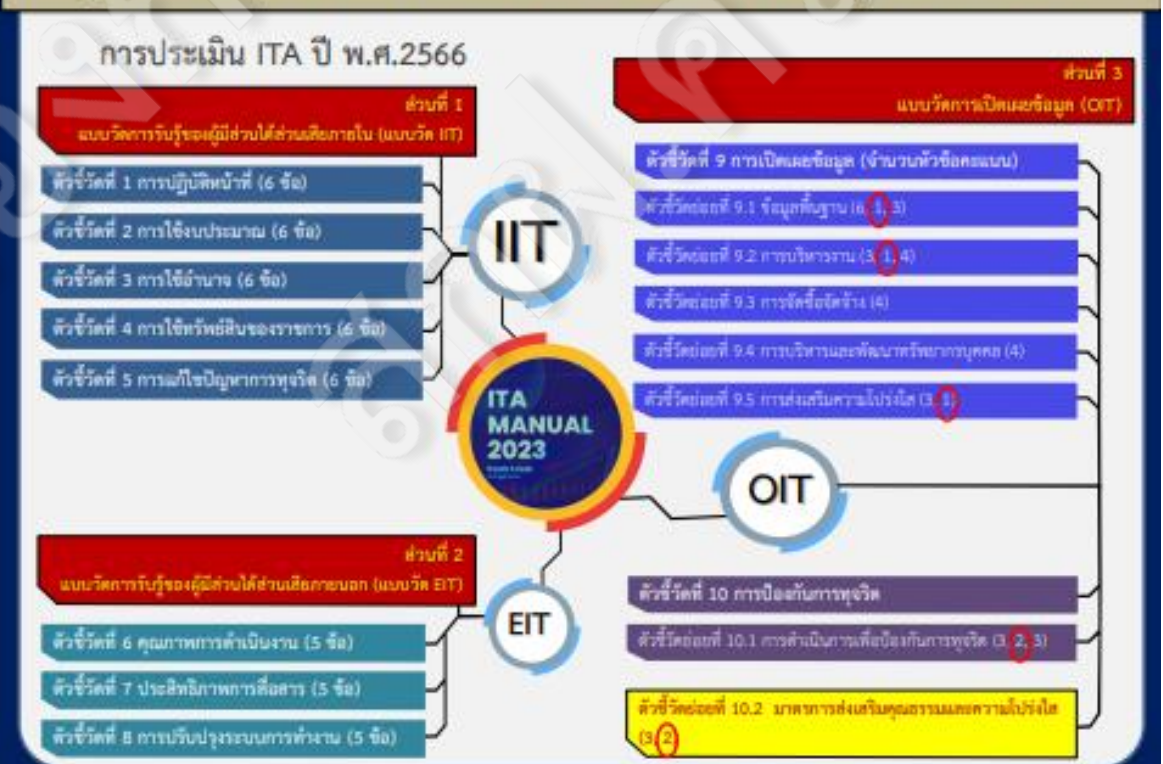 การประเมิน ITA ปี พ.ศ.2566
ส่วนที่ 1
แบบวัดการรับรู้ของผู้มีส่วนได้ส่วนเสียภายใน (แบบวัด IIT)
ตัวชี้วัดที่ 1 การปฏิบัติหน้าที่ (6 ข้อ)
ตัวชี้วัดที่ 2 การใช้งบประมาณ (6 ข้อ)
ตัวชี้วัดที่ 3 การใช้อำนาจ (6 ข้อ)
ตัวชี้วัดที่ 4 การใช้ทรัพย์สินของราชการ (6 ข้อ)
ตัวชี้วัดที่ 5 การแก้ไขปัญหาการทุจริต (6 ข้อ)
IIT
ITA
MANUAL
2023
ส่วนที่ 2
แบบวัดการรับรู้ของผู้มีส่วนได้ส่วนเสียภายนอก (แบบวัด EIT)
ตัวชี้วัดที่ 6 คุณภาพการดำเนินงาน (5 ข้อ)
ตัวชี้วัดที่ 7 ประสิทธิภาพการสื่อสาร (5 ข้อ)
ตัวชี้วัดที่ 8 การปรับปรุงระบบการทำงาน (5 ข้อ)
EIT
ส่วนที่ 3
แบบวัดการเปิดเผยข้อมูล (OIT)
ตัวชี้วัดที่ 9 การเปิดเผยข้อมูล (จำนวนหัวข้อคะแนน)
ตัวชี้วัดย่อยที่ 9.1 ข้อมูลพื้นฐาน (6, 1, 3)
ตัวชี้วัดย่อยที่ 9.2 การบริหารงาน (3, 1, 4)
ตัวชี้วัดย่อยที่ 9.3 การจัดซื้อจัดจ้าง (4)
ตัวชี้วัดย่อยที่ 9.4 การบริหารและพัฒนาทรัพยากรบุคคล (4)
ตัวชี้วัดย่อยที่ 9.5 การส่งเสริมความโปร่งใส (3, 1)
OIT
ตัวชี้วัดที่ 10 การป้องกันการทุจริต
ตัวชี้วัดย่อยที่ 10.1 การดำเนินการเพื่อป้องกันการทุจริต (3, 2, 3)
ตัวชี้วัดย่อยที่ 10.2 มาตรการส่งเสริมคุณธรรมและความโปร่งใส
(3, 2)